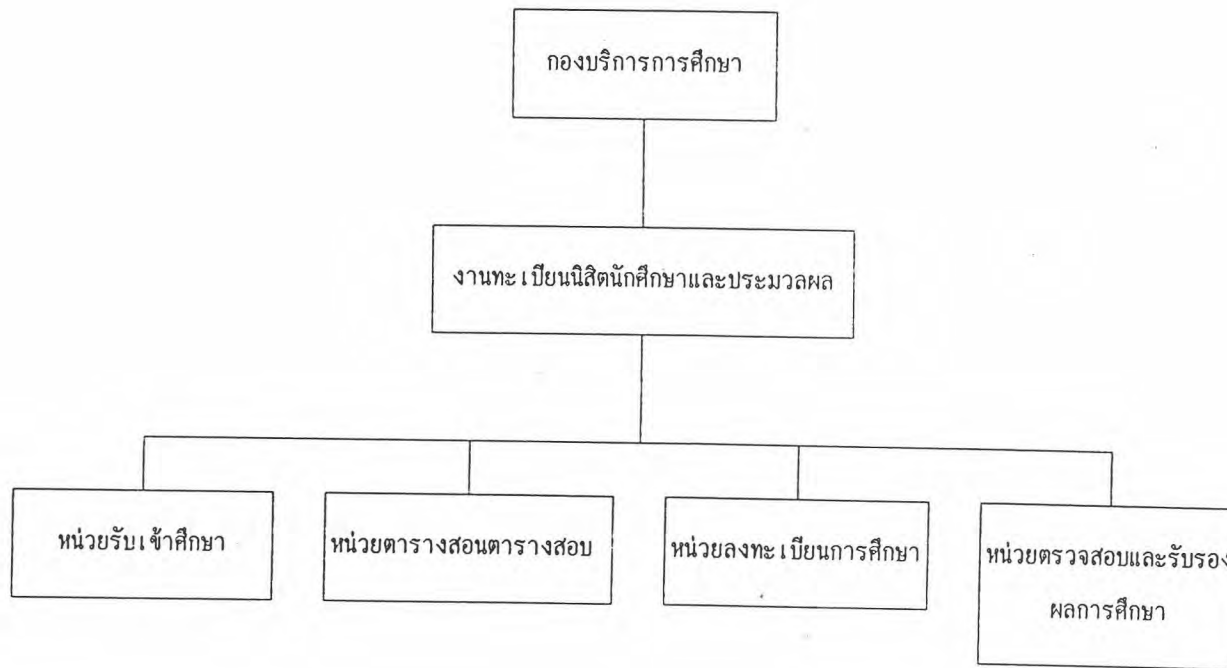 กองบริการการศึกษา
งานทะเบียนนิสิตนักศึกษาและประมวลผล
หน่วยรับเข้าศึกษา
หน่วยตารางสอนตารางสอบ
หน่วยลงทะเบียนการศึกษา
หน่วยตรวจสอบและรับรอง
ผลการศึกษา